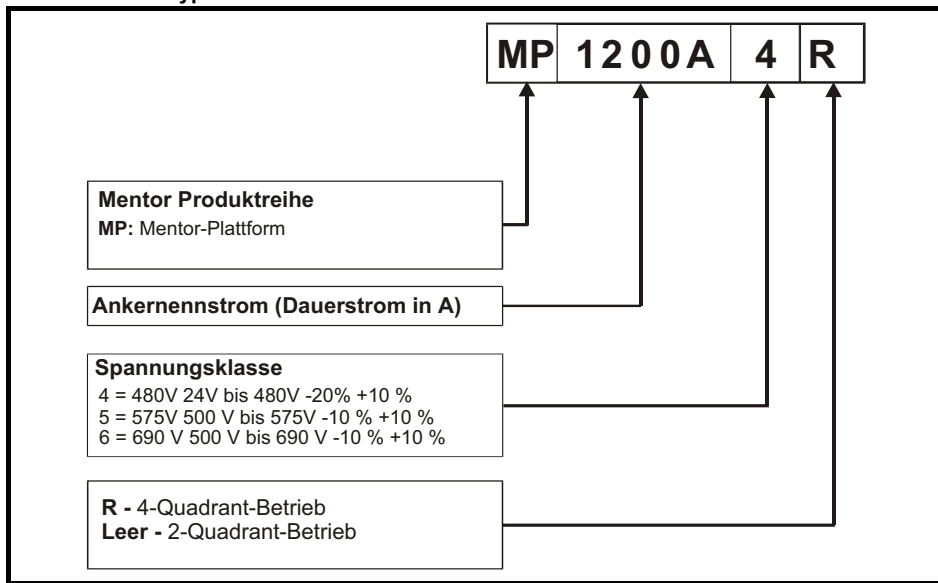 MP 1200A 4 R
Mentor Produktreihe
MP: Mentor-Plattform
Ankernennstrom (Dauerstrom in A)
Spannungsklasse
4 = 480V 24V bis 480V -20% +10 %
5 = 575V 500 V bis 575V -10 % +10 %
6 = 690 V 500 V bis 690 V -10 % +10 %
R - 4-Quadrant-Betrieb
Leer - 2-Quadrant-Betrieb